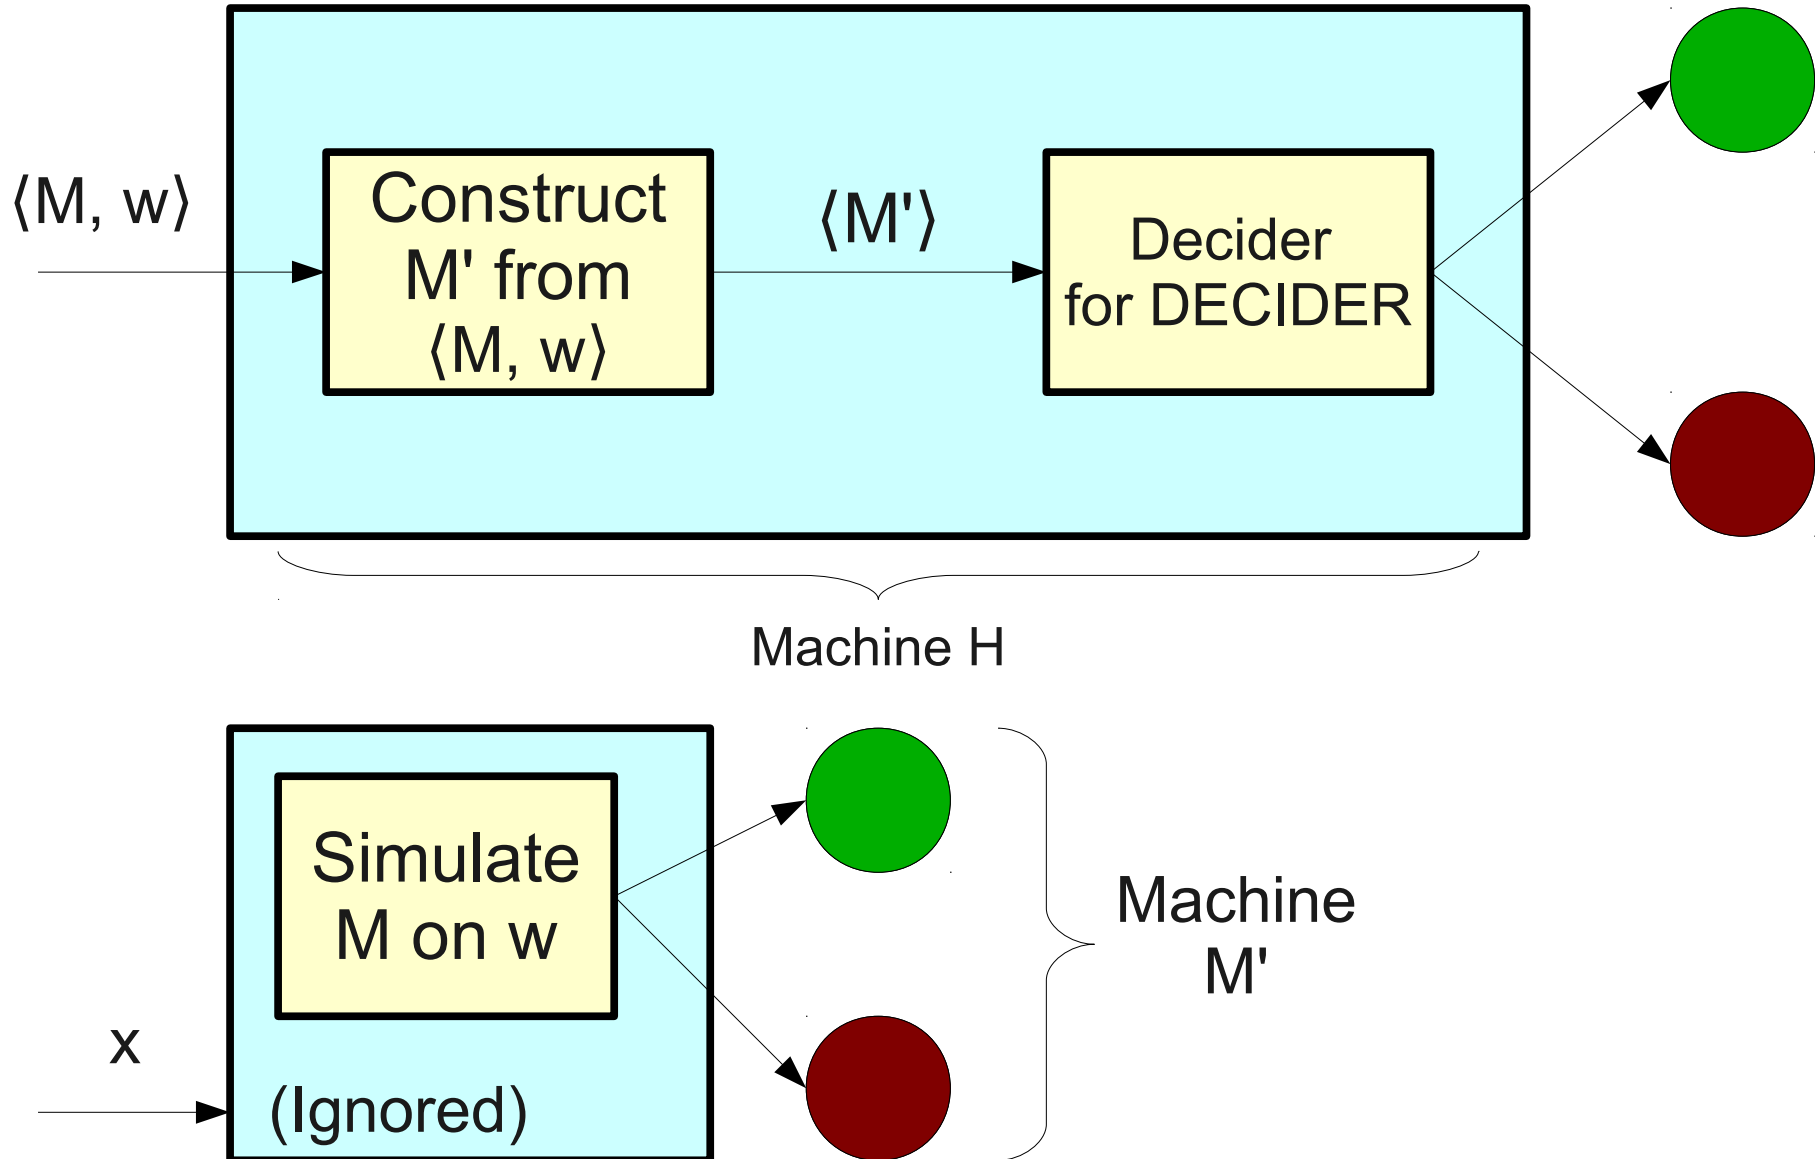 ⟨M, w⟩
Construct
M' from
⟨M, w⟩
⟨M'⟩
Decider
for DECIDER
Machine H
Simulate
M on w
x
(Ignored)
Machine
M'